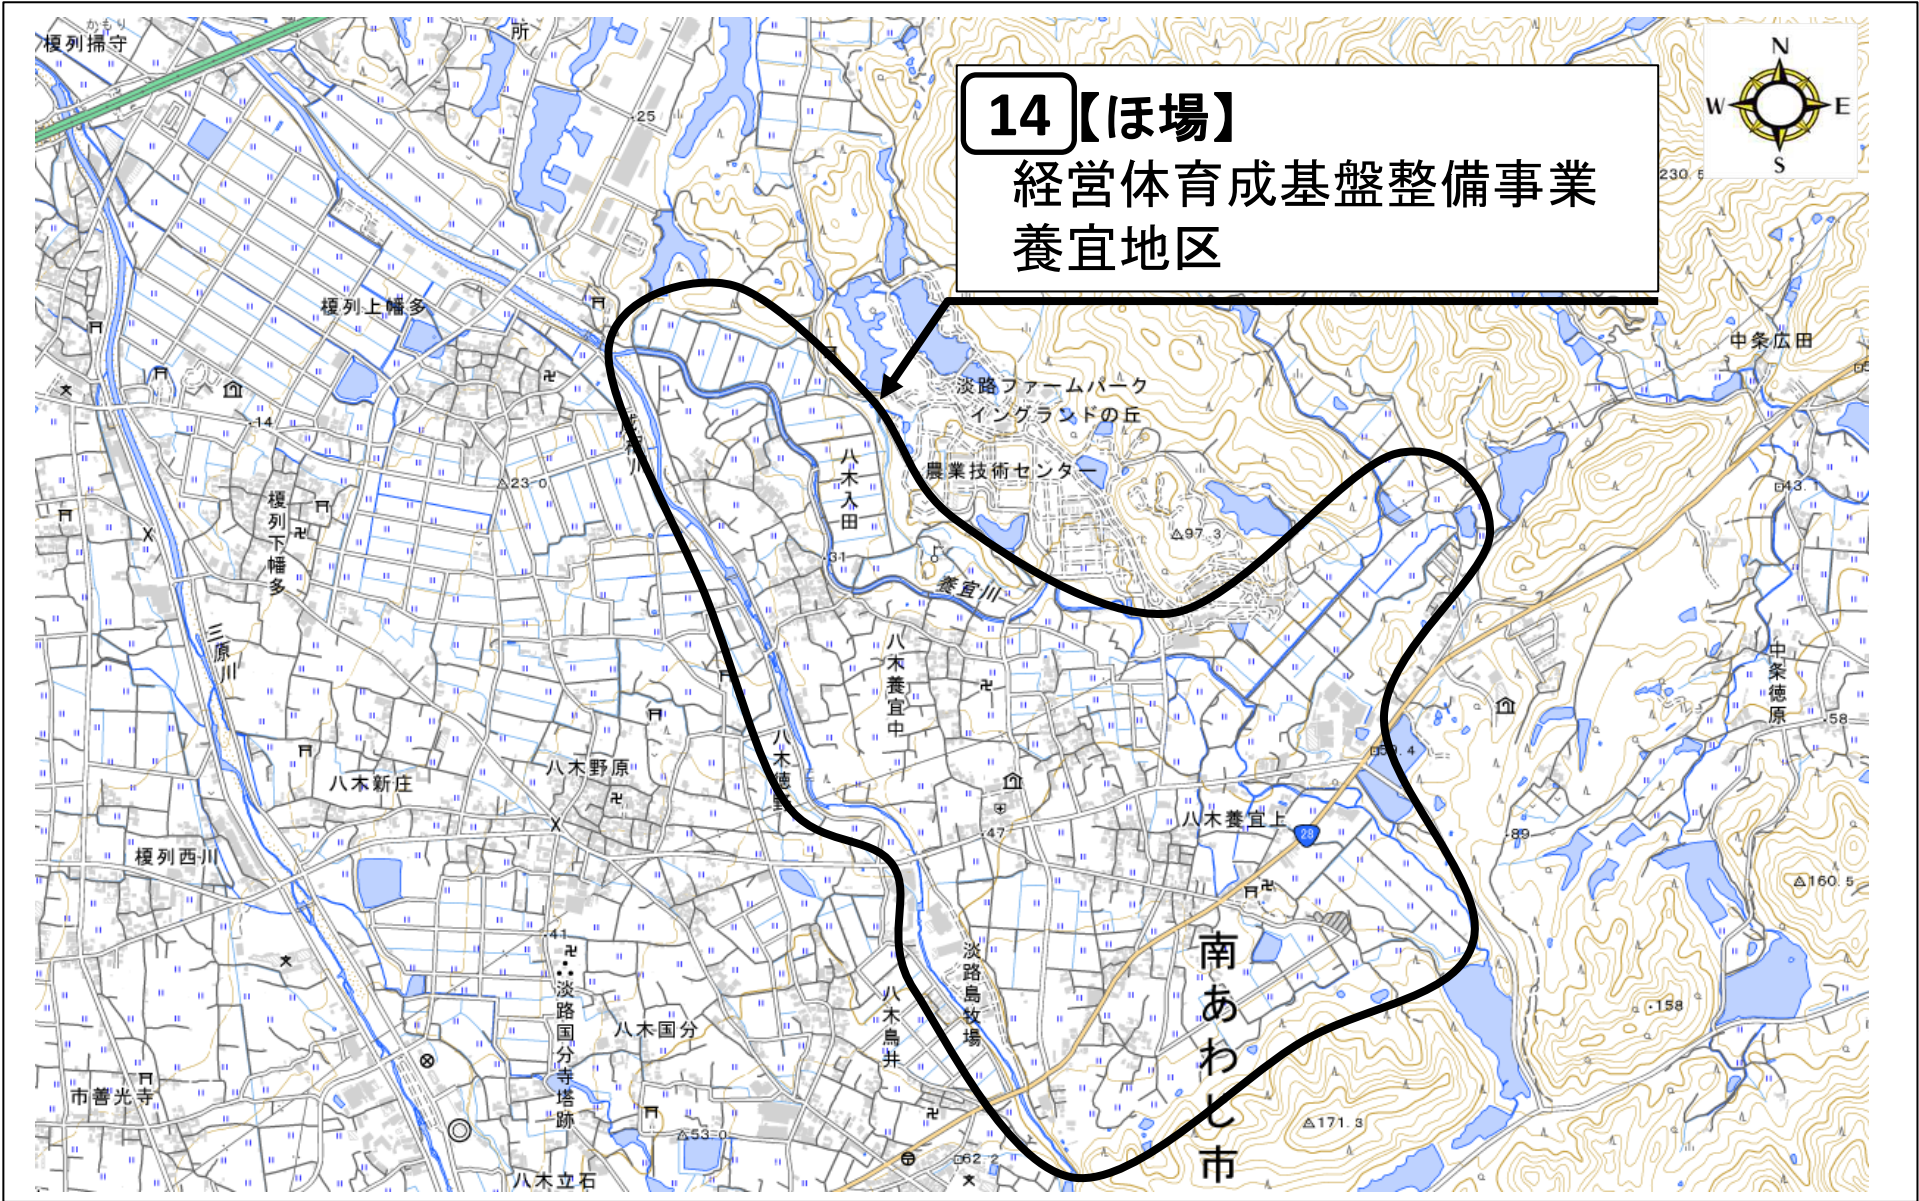 14【ほ場】
経営体育成基盤整備事業
養宜地区
N
W
E
S
かもり
榎列掃守
所
25
230.5
榎列上幡多
中条広田
淡路ファームパーク
イングランドの丘
14
八木入田
農業技術センター
23.0
榎列下幡多
43.1
97.3
31
養宜川
三原川
八木養宜中
中条徳原
58
八木徳野
59.4
八木野原
八木新庄
八木養宜上
28
47
89
榎列西川
160.5
41
南あわじ市
淡路島牧場
淡路国分寺塔跡
八木国分
八木鳥井
158
市善光寺
171.3
53.0
62.2
八木立石